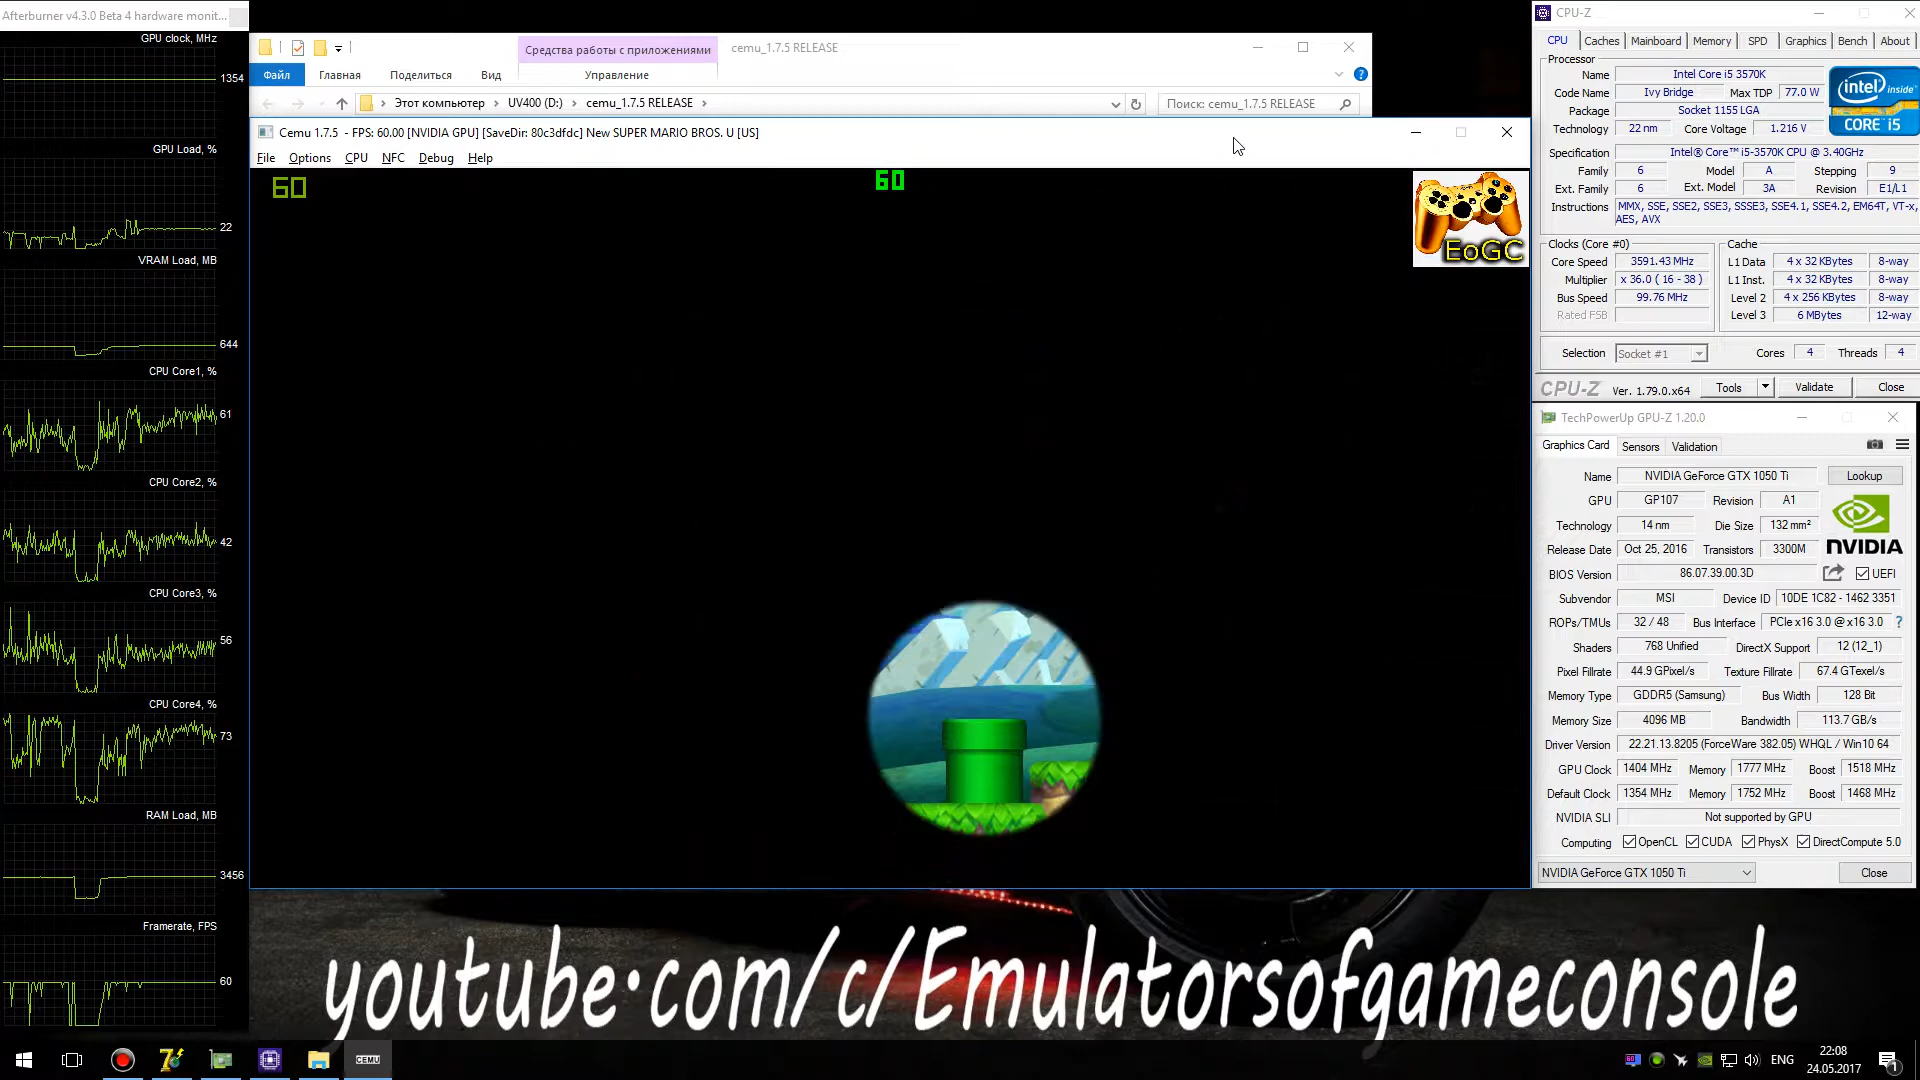 Afterburner v4.3.0 Beta 4 hardware monit...
GPU clock, MHz
1354
GPU Load, %
22
VRAM Load, MB
644
CPU Core1, %
61
CPU Core2, %
42
CPU Core3, %
56
CPU Core4, %
73
RAM Load, MB
3456
Framerate, FPS
60
Средства работы с приложениями
cemu_1.7.5 RELEASE
Файл Главная Поделиться Вид Управление
Этот компьютер UV400 (D:) cemu_1.7.5 RELEASE
Поиск: cemu_1.7.5 RELEASE
Cemu 1.7.5 - FPS: 60.00 [NVIDIA GPU] [SaveDir: 80c3dfdc] New SUPER MARIO BROS. U [US]
File Options CPU NFC Debug Help
60
60
EoGC
CPU-Z
CPU Caches Mainboard Memory SPD Graphics Bench About
Processor
Name Intel Core i5 3570K
Code Name Ivy Bridge Max TDP 77.0 W
Package Socket 1155 LGA
Technology 22 nm Core Voltage 1.216 V
intel inside
CORE i5
Specification Intel® Core™ i5-3570K CPU @ 3.40GHz
Family 6 Model A Stepping 9
Ext. Family 6 Ext. Model 3A Revision E1/L1
Instructions MMX, SSE, SSE2, SSE3, SSSE3, SSE4.1, SSE4.2, EM64T, VT-x,
AES, AVX
Clocks (Core #0) Cache
Core Speed 3591.43 MHz L1 Data 4 x 32 KBytes 8-way
Multiplier x 36.0 ( 16 - 38 ) L1 Inst. 4 x 32 KBytes 8-way
Bus Speed 99.76 MHz Level 2 4 x 256 KBytes 8-way
Rated FSB Level 3 6 MBytes 12-way
Selection Socket #1 Cores 4 Threads 4
CPU-Z Ver. 1.79.0.x64 Tools Validate Close
TechPowerUp GPU-Z 1.20.0
Graphics Card Sensors Validation
Name NVIDIA GeForce GTX 1050 Ti Lookup
GPU GP107 Revision A1
Technology 14 nm Die Size 132 mm²
Release Date Oct 25, 2016 Transistors 3300M
NVIDIA
BIOS Version 86.07.39.00.3D UEFI
Subvendor MSI Device ID 10DE 1C82 - 1462 3351
ROPs/TMUs 32 / 48 Bus Interface PCIe x16 3.0 @ x16 3.0 ?
Shaders 768 Unified DirectX Support 12 (12_1)
Pixel Fillrate 44.9 GPixel/s Texture Fillrate 67.4 GTexel/s
Memory Type GDDR5 (Samsung) Bus Width 128 Bit
Memory Size 4096 MB Bandwidth 113.7 GB/s
Driver Version 22.21.13.8205 (ForceWare 382.05) WHQL / Win10 64
GPU Clock 1404 MHz Memory 1777 MHz Boost 1518 MHz
Default Clock 1354 MHz Memory 1752 MHz Boost 1468 MHz
NVIDIA SLI Not supported by GPU
Computing OpenCL CUDA PhysX DirectCompute 5.0
NVIDIA GeForce GTX 1050 Ti Close
youtube.com/c/Emulatorsofgameconsole
CEMU
60
ENG
22:08
24.05.2017
1